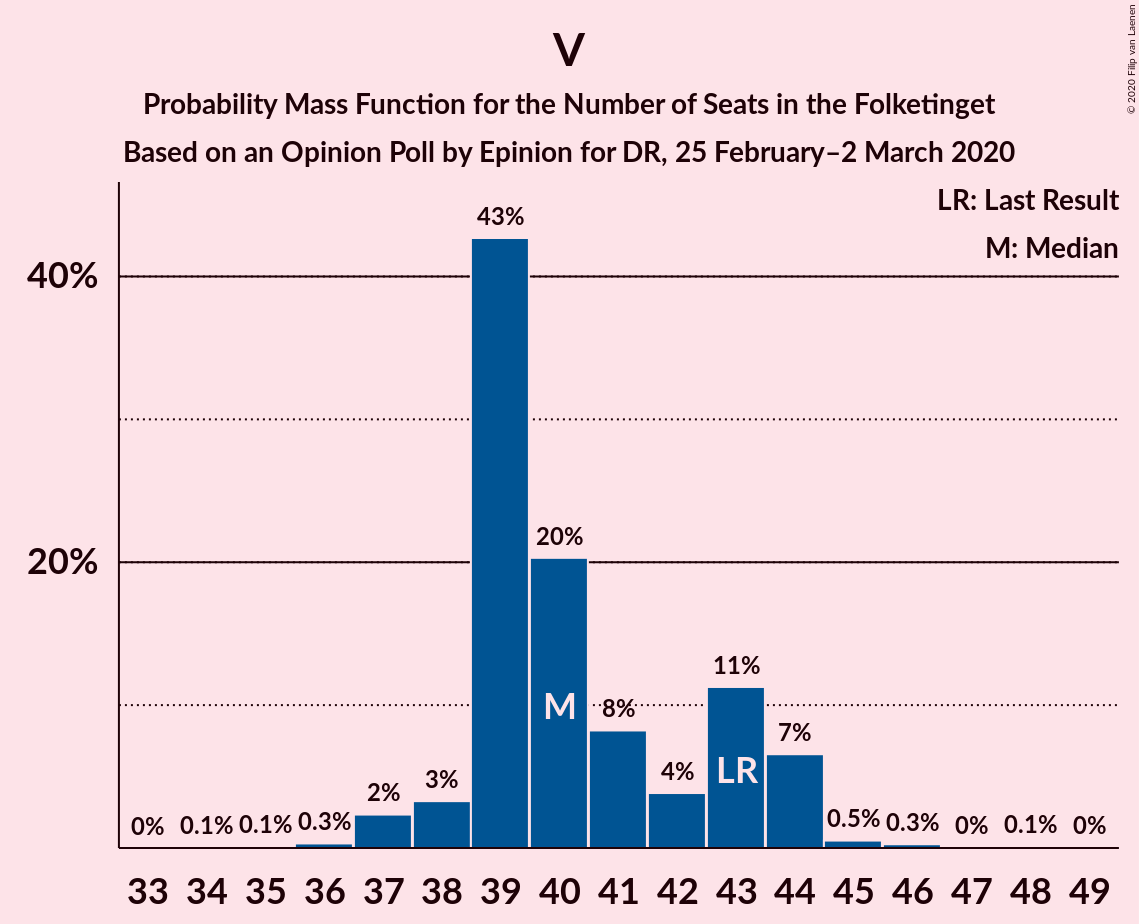 V
Probability Mass Function for the Number of Seats in the Folketinget
Based on an Opinion Poll by Epinion for DR, 25 February–2 March 2020
© 2020 Filip van Laenen
LR: Last Result
M: Median
40%
20%
0%
0.1%
0.1%
0.3%
2%
3%
43%
20%
8%
4%
11%
7%
0.5%
0.3%
0%
0.1%
0%
M
LR
33 34 35 36 37 38 39 40 41 42 43 44 45 46 47 48 49